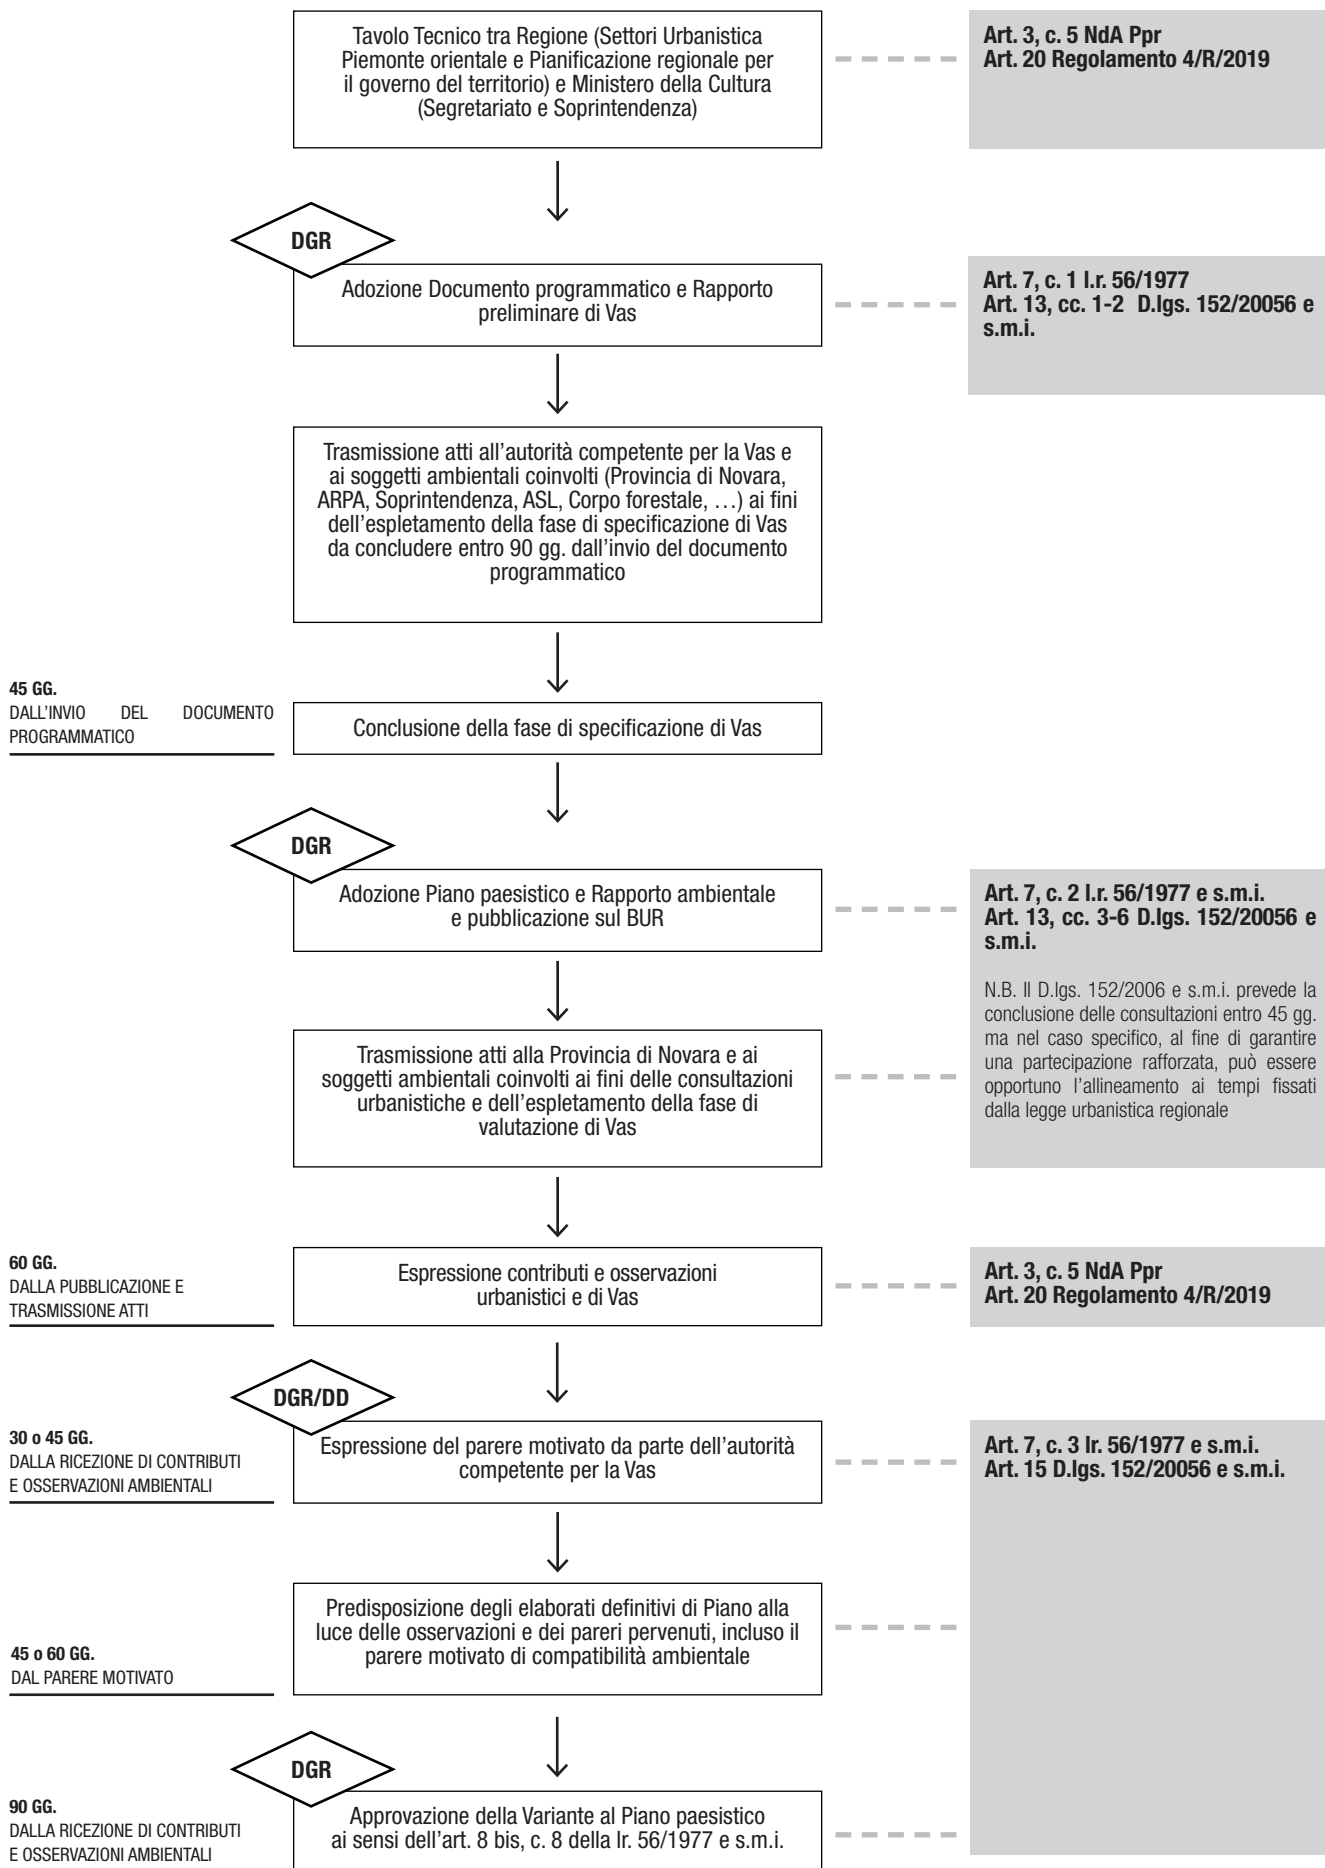 Tavolo Tecnico tra Regione (Settori Urbanistica
Piemonte orientale e Pianificazione regionale per
il governo del territorio) e Ministero della Cultura
(Segretariato e Soprintendenza)
Art. 3, c. 5 NdA Ppr
Art. 20 Regolamento 4/R/2019
DGR
Adozione Documento programmatico e Rapporto
preliminare di Vas
Art. 7, c. 1 l.r. 56/1977
Art. 13, cc. 1-2 D.lgs. 152/20056 e
s.m.i.
Trasmissione atti all’autorità competente per la Vas e
ai soggetti ambientali coinvolti (Provincia di Novara,
ARPA, Soprintendenza, ASL, Corpo forestale, …) ai fini
dell’espletamento della fase di specificazione di Vas
da concludere entro 90 gg. dall’invio del documento
programmatico
45 GG.
DALL’INVIO DEL DOCUMENTO
PROGRAMMATICO
Conclusione della fase di specificazione di Vas
DGR
Adozione Piano paesistico e Rapporto ambientale
e pubblicazione sul BUR
Art. 7, c. 2 l.r. 56/1977 e s.m.i.
Art. 13, cc. 3-6 D.lgs. 152/20056 e
s.m.i.
N.B. Il D.lgs. 152/2006 e s.m.i. prevede la
conclusione delle consultazioni entro 45 gg.
ma nel caso specifico, al fine di garantire
una partecipazione rafforzata, può essere
opportuno l’allineamento ai tempi fissati
dalla legge urbanistica regionale
Trasmissione atti alla Provincia di Novara e ai
soggetti ambientali coinvolti ai fini delle consultazioni
urbanistiche e dell’espletamento della fase di
valutazione di Vas
60 GG.
DALLA PUBBLICAZIONE E
TRASMISSIONE ATTI
Espressione contributi e osservazioni
urbanistici e di Vas
Art. 3, c. 5 NdA Ppr
Art. 20 Regolamento 4/R/2019
DGR/DD
30 o 45 GG.
DALLA RICEZIONE DI CONTRIBUTI
E OSSERVAZIONI AMBIENTALI
Espressione del parere motivato da parte dell’autorità
competente per la Vas
Art. 7, c. 3 lr. 56/1977 e s.m.i.
Art. 15 D.lgs. 152/20056 e s.m.i.
Predisposizione degli elaborati definitivi di Piano alla
luce delle osservazioni e dei pareri pervenuti, incluso il
parere motivato di compatibilità ambientale
45 o 60 GG.
DAL PARERE MOTIVATO
DGR
90 GG.
DALLA RICEZIONE DI CONTRIBUTI
E OSSERVAZIONI AMBIENTALI
Approvazione della Variante al Piano paesistico
ai sensi dell’art. 8 bis, c. 8 della lr. 56/1977 e s.m.i.